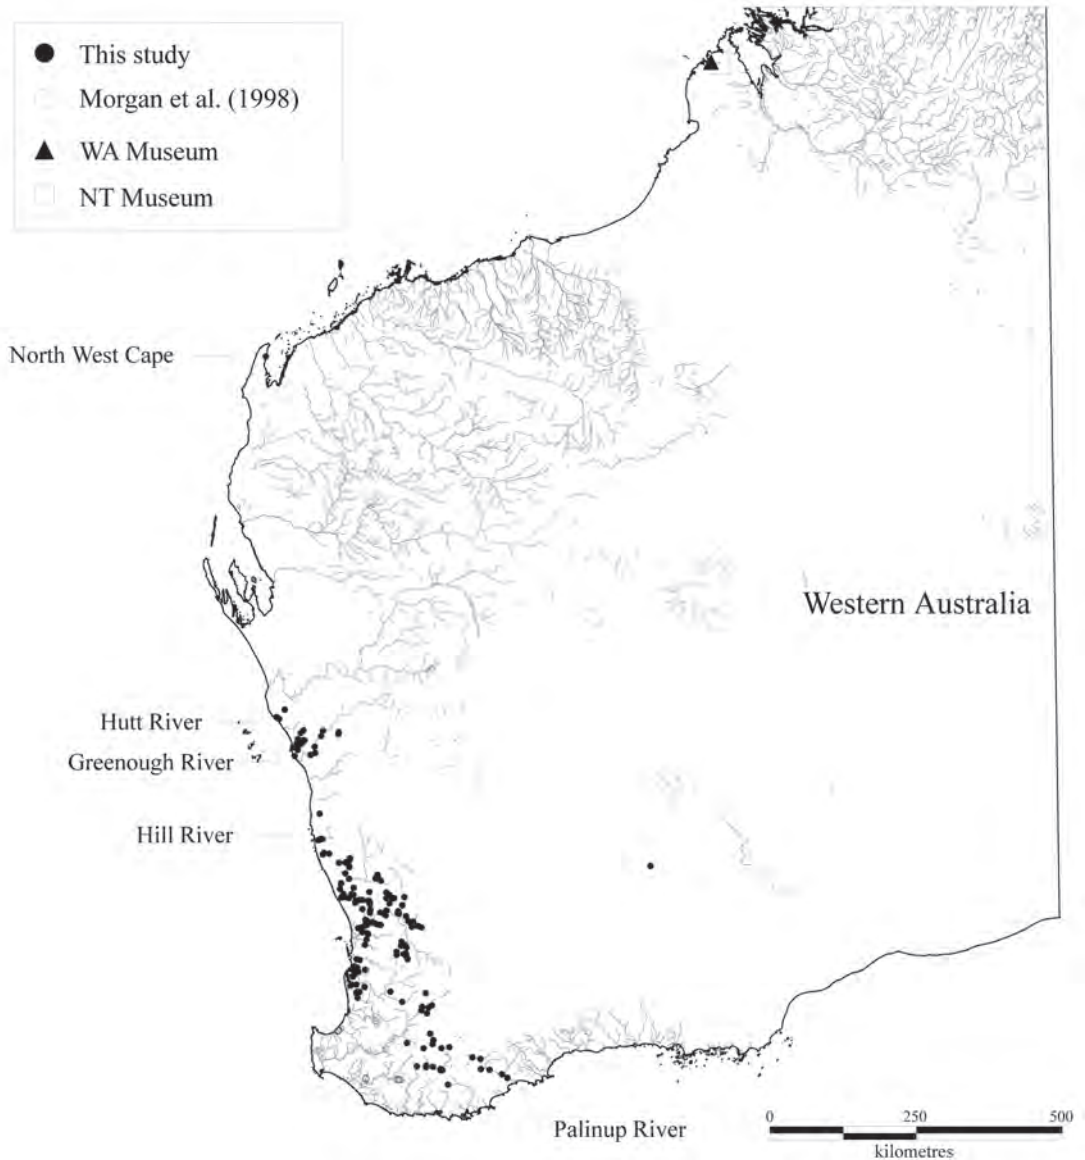 This study
Morgan et al. (1998)
WA Museum
NT Museum
North West Cape
Western Australia
Hutt River
Greenough River
Hill River
Palinup River
0 250 500
kilometres